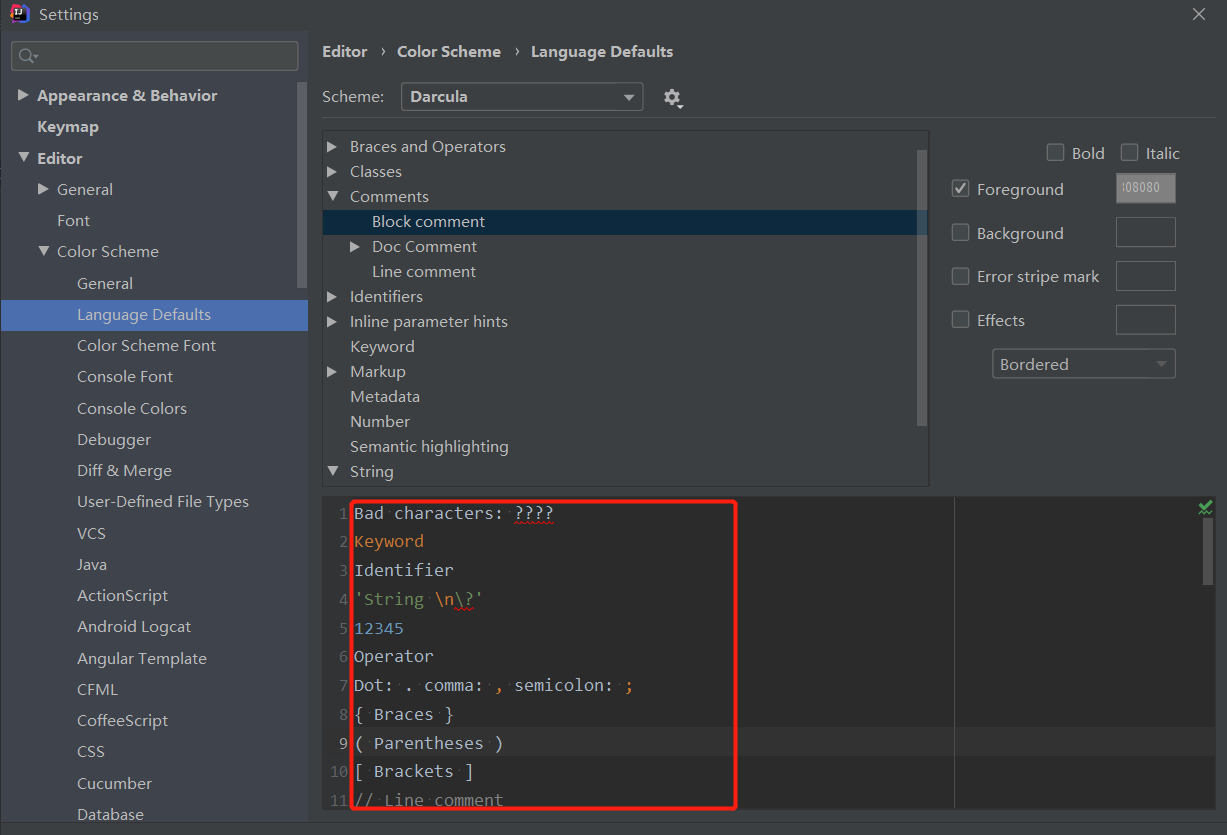 Settings
Appearance & Behavior
Keymap
Editor
General
Font
Color Scheme
General
Language Defaults
Color Scheme Font
Console Font
Console Colors
Debugger
Diff & Merge
User-Defined File Types
VCS
Java
ActionScript
Android Logcat
Angular Template
CFML
CoffeeScript
CSS
Cucumber
Database
Editor › Color Scheme › Language Defaults
Scheme: Darcula
Braces and Operators
Classes
Comments
Block comment
Doc Comment
Line comment
Identifiers
Inline parameter hints
Keyword
Markup
Metadata
Number
Semantic highlighting
String
Bold Italic
Foreground
Background
Error stripe mark
Effects
Bordered
1 Bad characters: ????
2 Keyword
3 Identifier
4 'String \n\?'
5 12345
6 Operator
7 Dot: . comma: , semicolon: ;
8 { Braces }
9 ( Parentheses )
10 [ Brackets ]
11 // Line comment